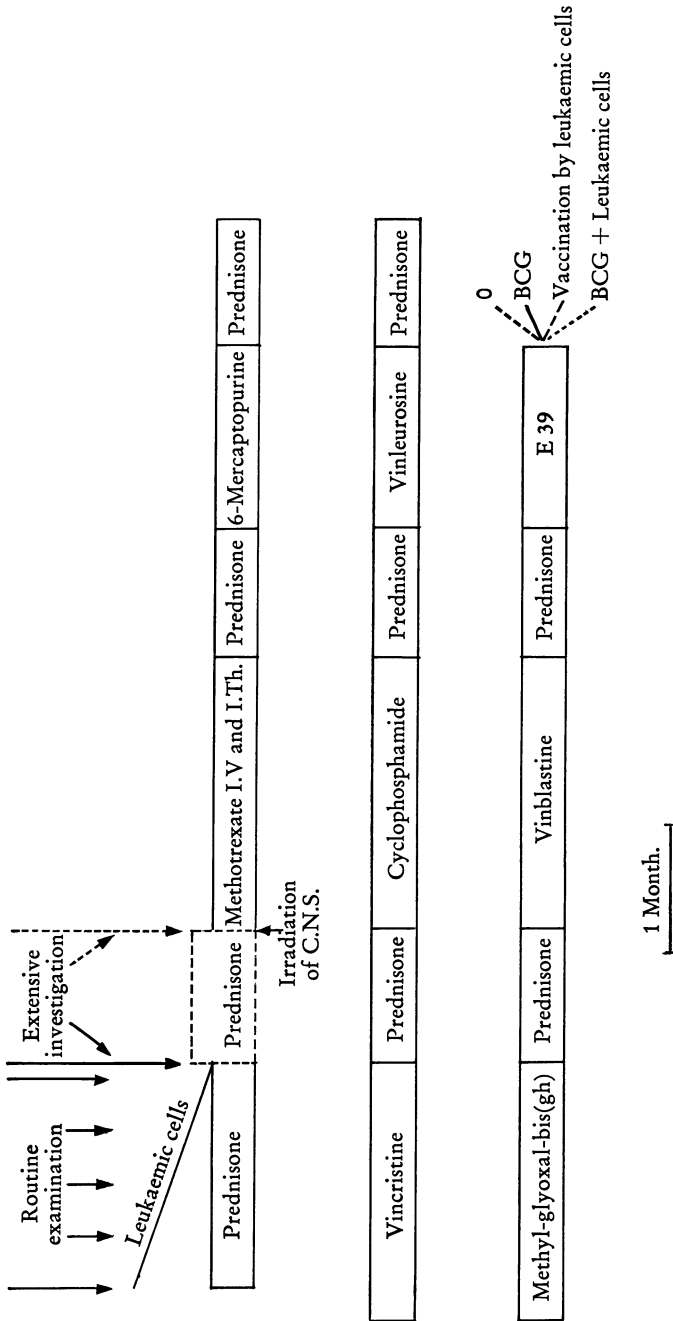 Routine
examination
Extensive
investigation
Leukaemic cells
Prednisone
Prednisone
Methotrexate I.V and I.Th.
Prednisone
6-Mercaptopurine
Prednisone
Irradiation
of C.N.S.
Vincristine
Prednisone
Cyclophosphamide
Prednisone
Vinleurosine
Prednisone
Methyl-glyoxal-bis(gh)
Prednisone
Vinblastine
Prednisone
E 39
0
BCG
Vaccination by leukaemic cells
BCG + Leukaemic cells
1 Month.